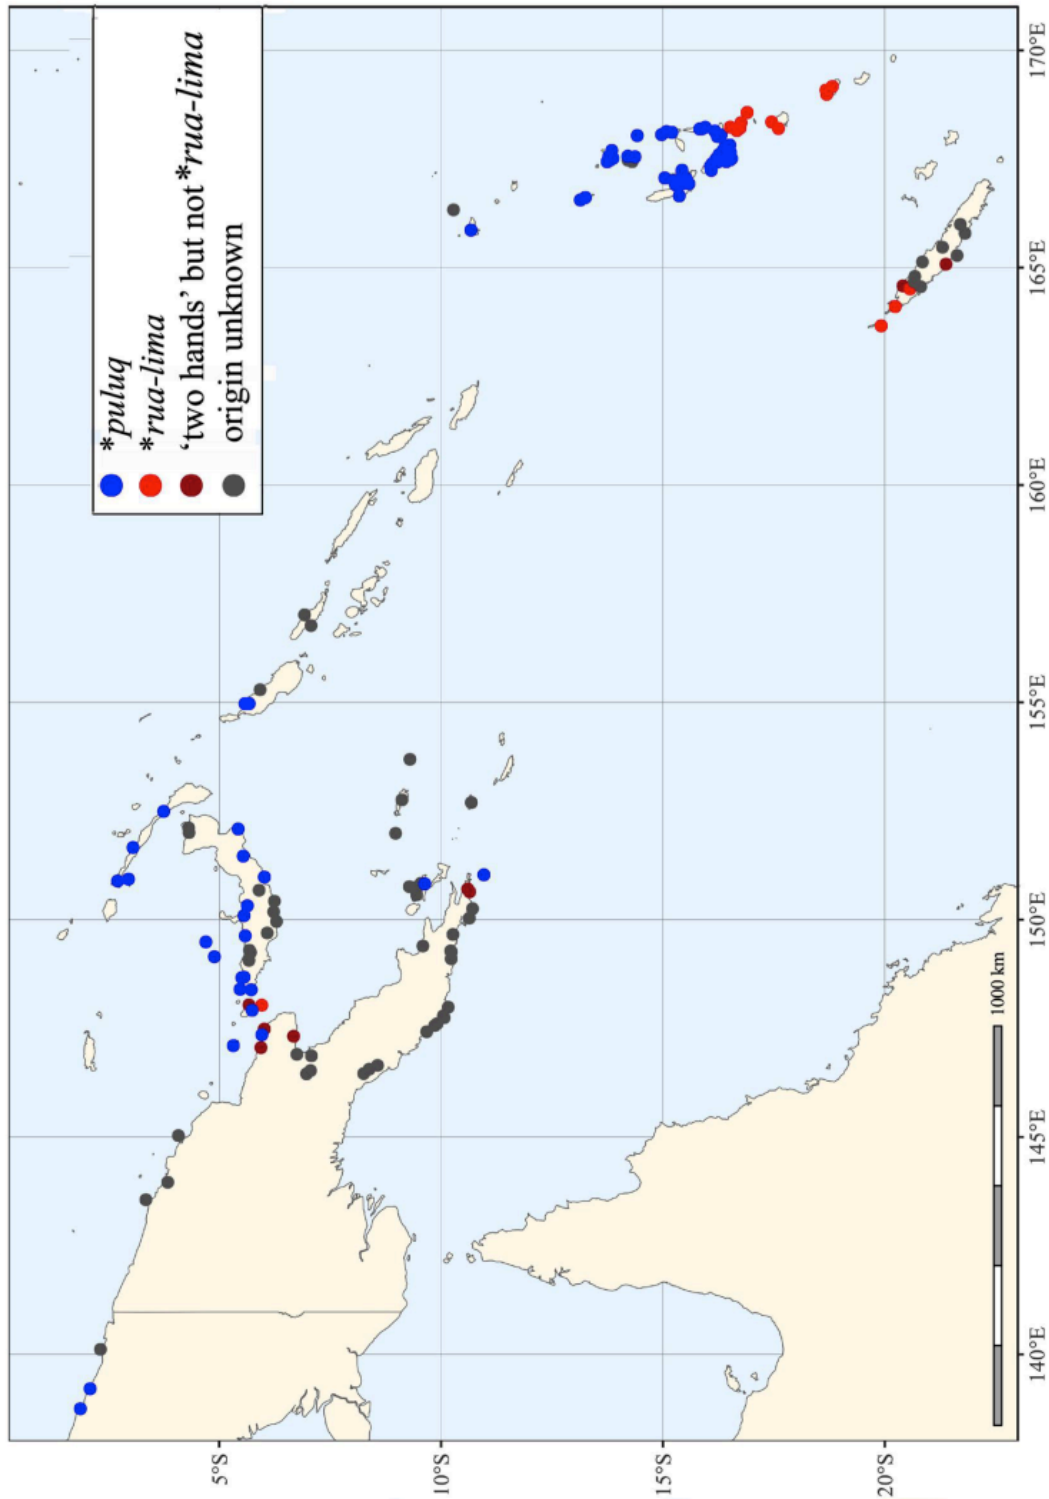 *puluq
*rua-lima
‘two hands’ but not *rua-lima
origin unknown
5°S
10°S
15°S
20°S
1000 km
140°E
145°E
150°E
155°E
160°E
165°E
170°E